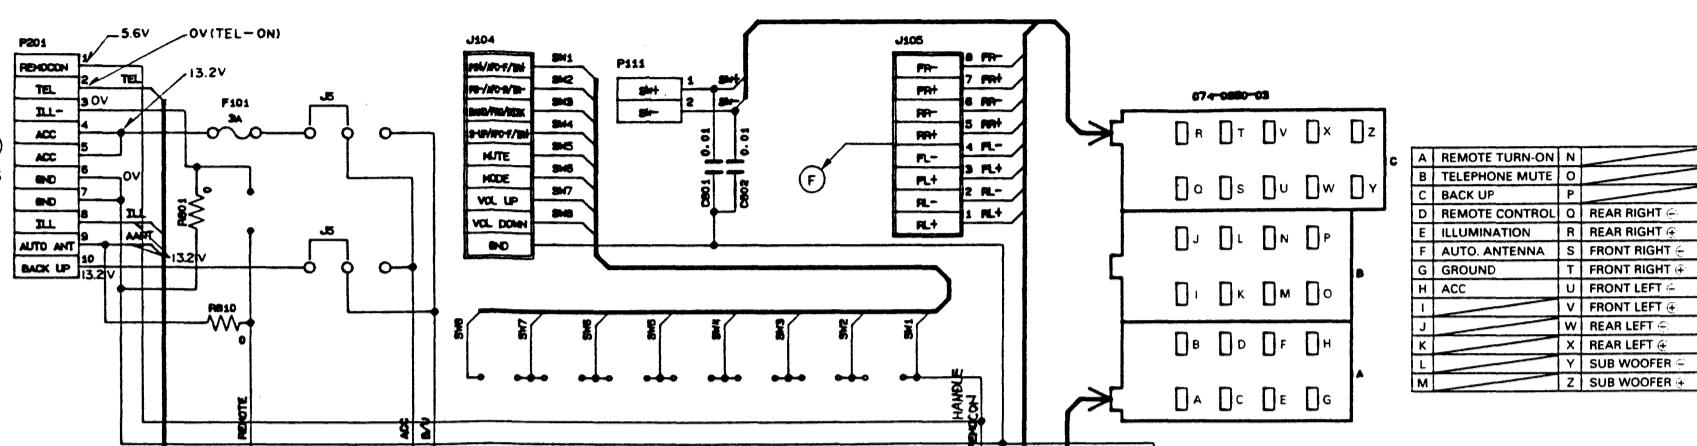 P201
5.6V
0V(TEL-ON)
13.2V
1
REMOCON
2 TEL
TEL
3 0V
ILL-
4
ACC
5
ACC
6 0V
GND
7
GND
8 ILL
ILL
9 AANT
AUTO ANT
13.2V
10
BACK UP
13.2V
F101
3A
J5
J5
R801
0
R810
0
REMOTE
ACC
B/U
J104
SW1
SW2
SW3
SW4
MUTE SW5
MODE SW6
VOL UP SW7
VOL DOWN SW8
GND
SW8
SW7
SW6
SW5
SW4
SW3
SW2
SW1
HANDLE
REMOCON
P111
SW+ 1 SW+
SW- 2 SW-
0.01
0.01
C801
C802
F
J105
FR- 8 FR-
FR+ 7 FR+
RR- 6 RR-
RR+ 5 RR+
FL- 4 FL-
FL+ 3 FL+
RL- 2 RL-
RL+ 1 RL+
R T V X Z
C
Q S U W Y
J L N P
B
I K M O
B D F H
A
A C E G
A REMOTE TURN-ON N
B TELEPHONE MUTE O
C BACK UP P
D REMOTE CONTROL Q REAR RIGHT ⊖
E ILLUMINATION R REAR RIGHT ⊕
F AUTO. ANTENNA S FRONT RIGHT ⊖
G GROUND T FRONT RIGHT ⊕
H ACC U FRONT LEFT ⊖
I V FRONT LEFT ⊕
J W REAR LEFT ⊖
K X REAR LEFT ⊕
L Y SUB WOOFER ⊖
M Z SUB WOOFER ⊕